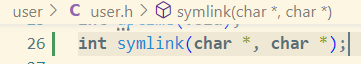 user > C user.h > symlink(char *, char *)
26 int symlink(char *, char *);